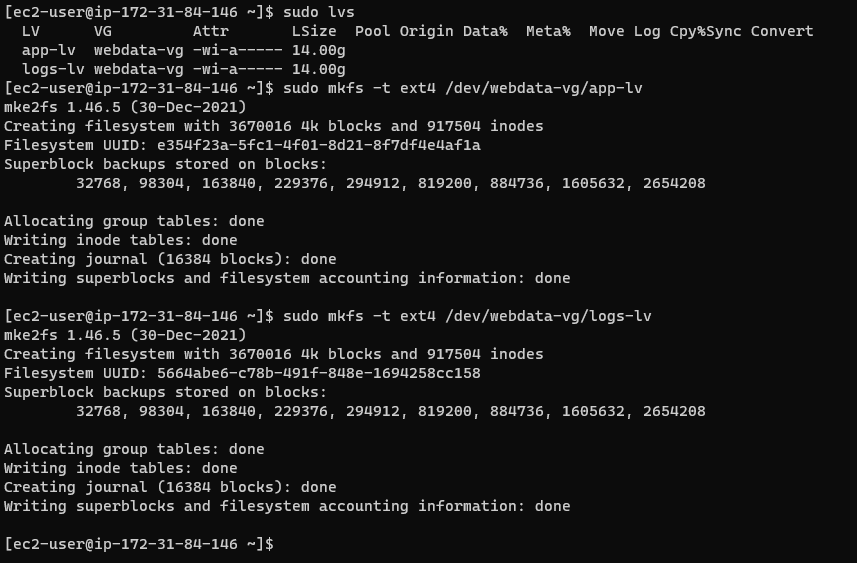 [ec2-user@ip-172-31-84-146 ~]$ sudo lvs
  LV      VG         Attr       LSize  Pool Origin Data%  Meta%  Move Log Cpy%Sync Convert
  app-lv  webdata-vg -wi-a----- 14.00g
  logs-lv webdata-vg -wi-a----- 14.00g
[ec2-user@ip-172-31-84-146 ~]$ sudo mkfs -t ext4 /dev/webdata-vg/app-lv
mke2fs 1.46.5 (30-Dec-2021)
Creating filesystem with 3670016 4k blocks and 917504 inodes
Filesystem UUID: e354f23a-5fc1-4f01-8d21-8f7df4e4af1a
Superblock backups stored on blocks:
        32768, 98304, 163840, 229376, 294912, 819200, 884736, 1605632, 2654208

Allocating group tables: done
Writing inode tables: done
Creating journal (16384 blocks): done
Writing superblocks and filesystem accounting information: done

[ec2-user@ip-172-31-84-146 ~]$ sudo mkfs -t ext4 /dev/webdata-vg/logs-lv
mke2fs 1.46.5 (30-Dec-2021)
Creating filesystem with 3670016 4k blocks and 917504 inodes
Filesystem UUID: 5664abe6-c78b-491f-848e-1694258cc158
Superblock backups stored on blocks:
        32768, 98304, 163840, 229376, 294912, 819200, 884736, 1605632, 2654208

Allocating group tables: done
Writing inode tables: done
Creating journal (16384 blocks): done
Writing superblocks and filesystem accounting information: done

[ec2-user@ip-172-31-84-146 ~]$